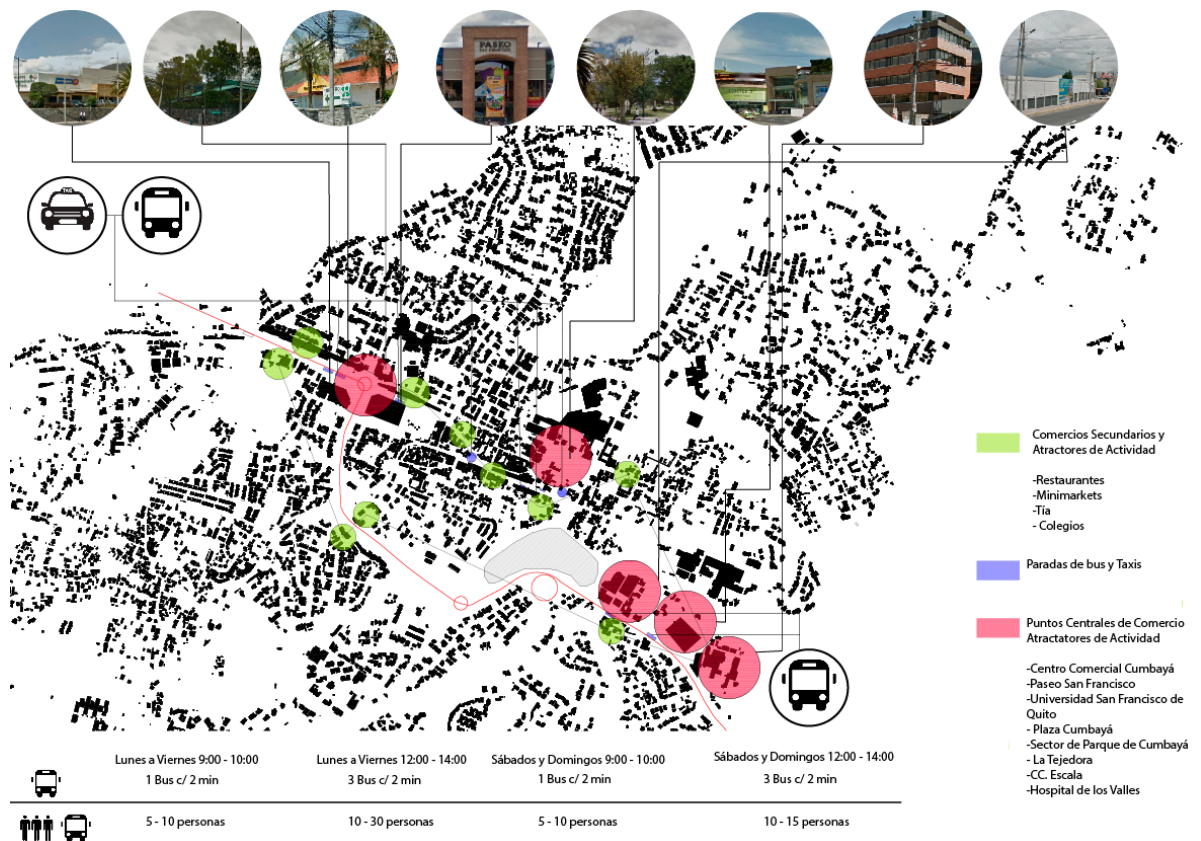 PASEO
SAN FRANCISCO
TAXI
Comercios Secundarios y
Atractores de Actividad
-Restaurantes
-Minimarkets
-Tía
- Colegios
Paradas de bus y Taxis
Puntos Centrales de Comercio
Atractatores de Actividad
-Centro Comercial Cumbayá
-Paseo San Francisco
-Universidad San Francisco de
Quito
- Plaza Cumbayá
-Sector de Parque de Cumbayá
- La Tejedora
-CC. Escala
-Hospital de los Valles
Lunes a Viernes 9:00 - 10:00
Lunes a Viernes 12:00 - 14:00
Sábados y Domingos 9:00 - 10:00
Sábados y Domingos 12:00 - 14:00
1 Bus c/ 2 min
3 Bus c/ 2 min
1 Bus c/ 2 min
3 Bus c/ 2 min
5 - 10 personas
10 - 30 personas
5 - 10 personas
10 - 15 personas